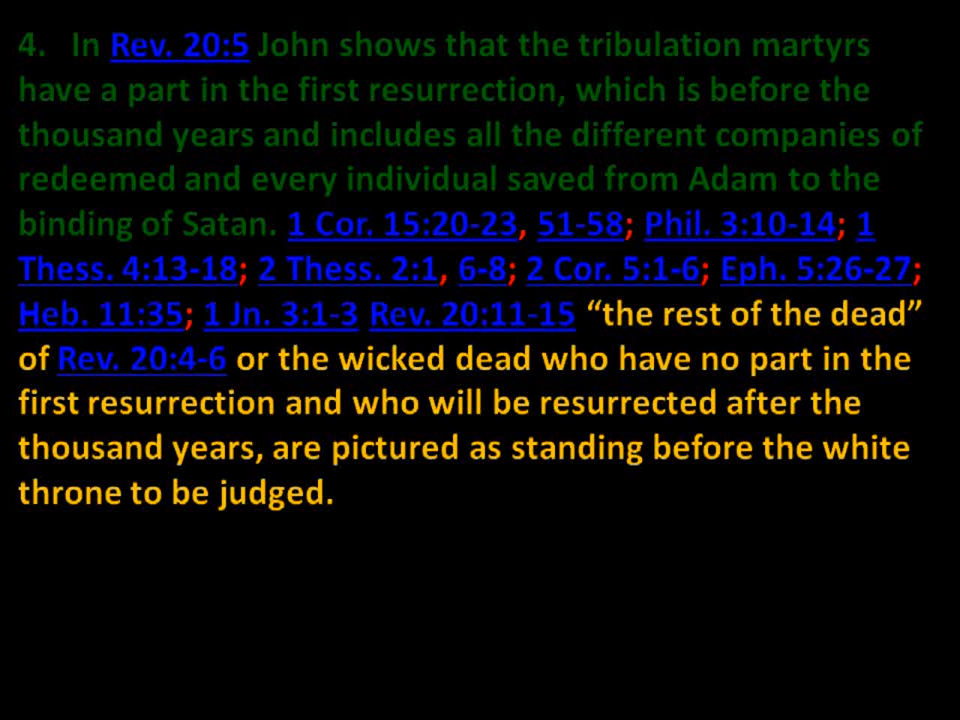 4. In Rev. 20:5 John shows that the tribulation martyrs
have a part in the first resurrection, which is before the
thousand years and includes all the different companies of
redeemed and every individual saved from Adam to the
binding of Satan. 1 Cor. 15:20-23, 51-58; Phil. 3:10-14; 1
Thess. 4:13-18; 2 Thess. 2:1, 6-8; 2 Cor. 5:1-6; Eph. 5:26-27;
Heb. 11:35; 1 Jn. 3:1-3 Rev. 20:11-15 “the rest of the dead”
of Rev. 20:4-6 or the wicked dead who have no part in the
first resurrection and who will be resurrected after the
thousand years, are pictured as standing before the white
throne to be judged.